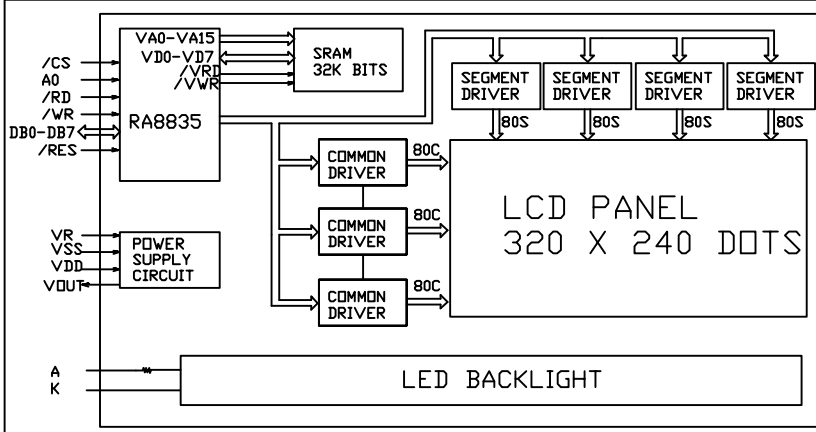 VA0-VA15
VD0-VD7
/VRD
/VWR
SRAM
32K BITS
/CS
A0
/RD
/WR
DB0-DB7
/RES
RA8835
SEGMENT
DRIVER
SEGMENT
DRIVER
SEGMENT
DRIVER
SEGMENT
DRIVER
80S
80S
80S
80S
COMMON
DRIVER
80C
COMMON
DRIVER
80C
COMMON
DRIVER
80C
LCD PANEL
320 X 240 DOTS
VR
VSS
VDD
VOUT
POWER
SUPPLY
CIRCUIT
A
K
LED BACKLIGHT